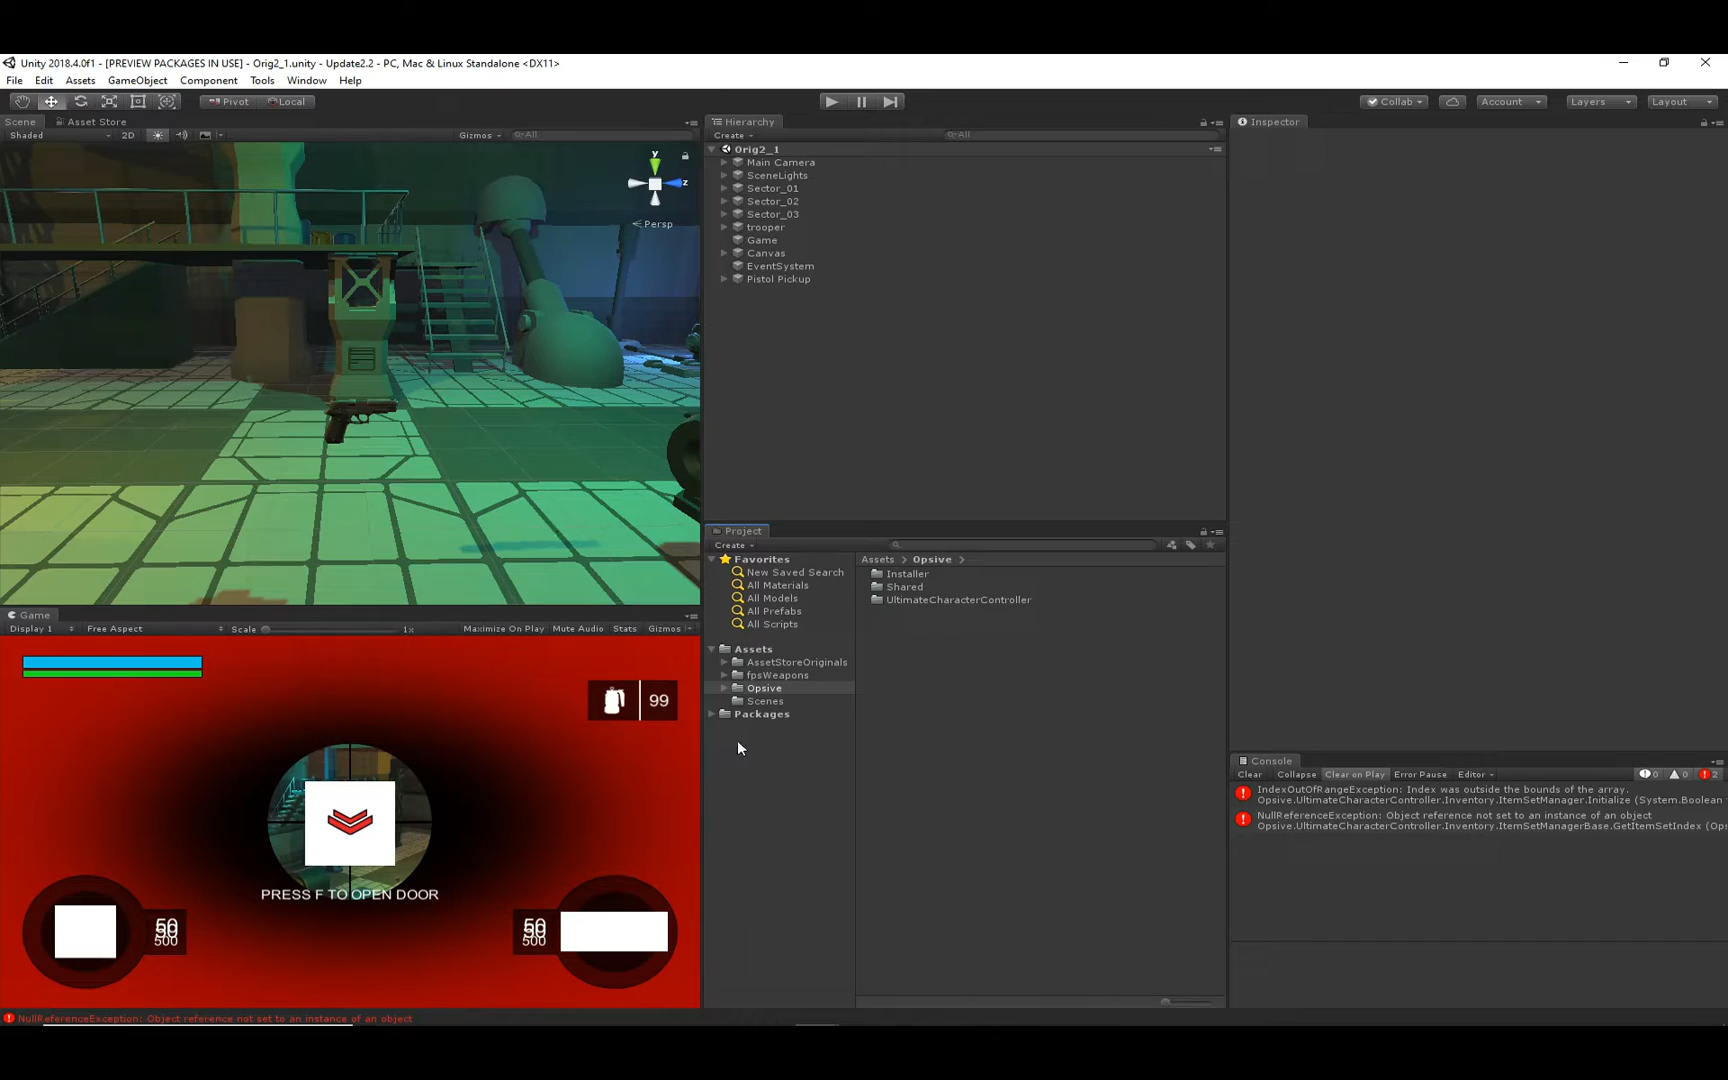 Unity 2018.4.0f1 - [PREVIEW PACKAGES IN USE] - Orig2_1.unity - Update2.2 - PC, Mac & Linux Standalone <DX11>
File Edit Assets GameObject Component Tools Window Help
Pivot Local Collab Account Layers Layout
Scene Asset Store
Shaded 2D Gizmos All
y
z
Persp
Hierarchy
Create All
Orig2_1
Main Camera
SceneLights
Sector_01
Sector_02
Sector_03
trooper
Game
Canvas
EventSystem
Pistol Pickup
Inspector
Game
Display 1 Free Aspect Scale 1x Maximize On Play Mute Audio Stats Gizmos
99
PRESS F TO OPEN DOOR
50
500
50
500
Project
Create
Favorites
New Saved Search
All Materials
All Models
All Prefabs
All Scripts
Assets
AssetStoreOriginals
fpsWeapons
Opsive
Scenes
Packages
Assets Opsive
Installer
Shared
UltimateCharacterController
Console
Clear Collapse Clear on Play Error Pause Editor 0 0 2
IndexOutOfRangeException: Index was outside the bounds of the array.
Opsive.UltimateCharacterController.Inventory.ItemSetManager.Initialize (System.Boolean
NullReferenceException: Object reference not set to an instance of an object
Opsive.UltimateCharacterController.Inventory.ItemSetManagerBase.GetItemSetIndex (Ops
NullReferenceException: Object reference not set to an instance of an object